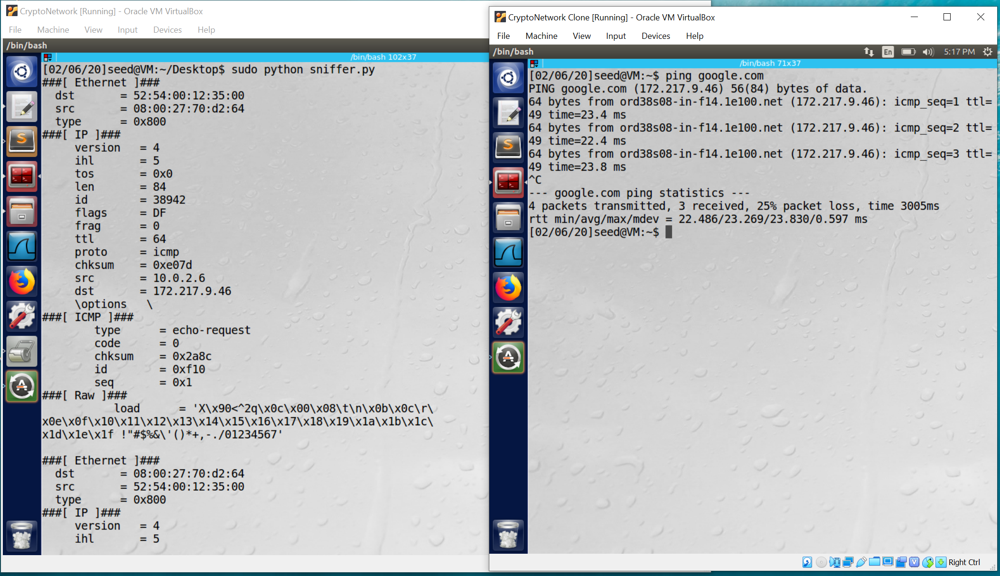 CryptoNetwork [Running] - Oracle VM VirtualBox
File Machine View Input Devices Help
/bin/bash
/bin/bash 102x37
[02/06/20]seed@VM:~/Desktop$ sudo python sniffer.py
###[ Ethernet ]###
  dst       = 52:54:00:12:35:00
  src       = 08:00:27:70:d2:64
  type      = 0x800
###[ IP ]###
     version   = 4
     ihl       = 5
     tos       = 0x0
     len       = 84
     id        = 38942
     flags     = DF
     frag      = 0
     ttl       = 64
     proto     = icmp
     chksum    = 0xe07d
     src       = 10.0.2.6
     dst       = 172.217.9.46
     \options   \
###[ ICMP ]###
        type      = echo-request
        code      = 0
        chksum    = 0x2a8c
        id        = 0xf10
        seq       = 0x1
###[ Raw ]###
           load      = 'X\x90<^2q\x0c\x00\x08\t\n\x0b\x0c\r\
x0e\x0f\x10\x11\x12\x13\x14\x15\x16\x17\x18\x19\x1a\x1b\x1c\
x1d\x1e\x1f !"#$%&\'()*+,-./01234567'
###[ Ethernet ]###
  dst       = 08:00:27:70:d2:64
  src       = 52:54:00:12:35:00
  type      = 0x800
###[ IP ]###
     version   = 4
     ihl       = 5
CryptoNetwork Clone [Running] - Oracle VM VirtualBox
File Machine View Input Devices Help
/bin/bash En 5:17 PM
/bin/bash 71x37
[02/06/20]seed@VM:~$ ping google.com
PING google.com (172.217.9.46) 56(84) bytes of data.
64 bytes from ord38s08-in-f14.1e100.net (172.217.9.46): icmp_seq=1 ttl=
49 time=23.4 ms
64 bytes from ord38s08-in-f14.1e100.net (172.217.9.46): icmp_seq=2 ttl=
49 time=22.4 ms
64 bytes from ord38s08-in-f14.1e100.net (172.217.9.46): icmp_seq=3 ttl=
49 time=23.8 ms
^C
--- google.com ping statistics ---
4 packets transmitted, 3 received, 25% packet loss, time 3005ms
rtt min/avg/max/mdev = 22.486/23.269/23.830/0.597 ms
[02/06/20]seed@VM:~$
Right Ctrl